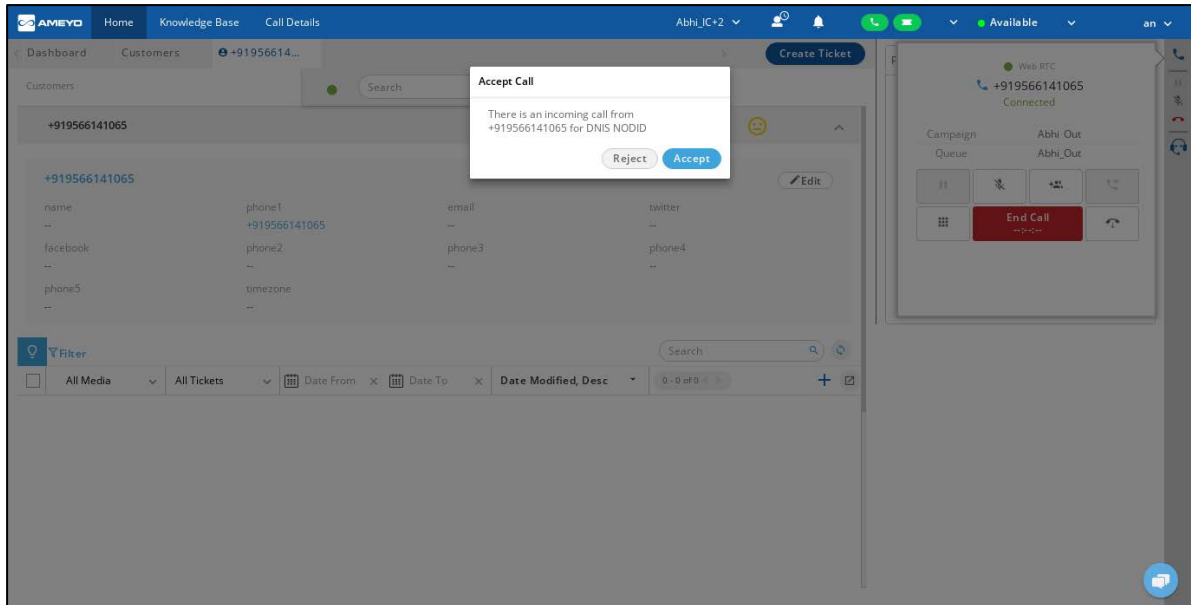 AMEYO Home Knowledge Base Call Details Abhi_IC+2 Available an
Dashboard Customers +91956614... Create Ticket
Customers Search
Accept Call
There is an incoming call from
+919566141065 for DNIS NODID
Reject Accept
+919566141065
+919566141065 Edit
name phone1 email twitter
-- +919566141065 -- --
facebook phone2 phone3 phone4
-- -- -- --
phone5 timezone
-- --
Filter Search
All Media All Tickets Date From Date To Date Modified, Desc 0 - 0 of 0
Web RTC
+919566141065
Connected
Campaign Abhi Out
Queue Abhi_Out
End Call
--:--:--